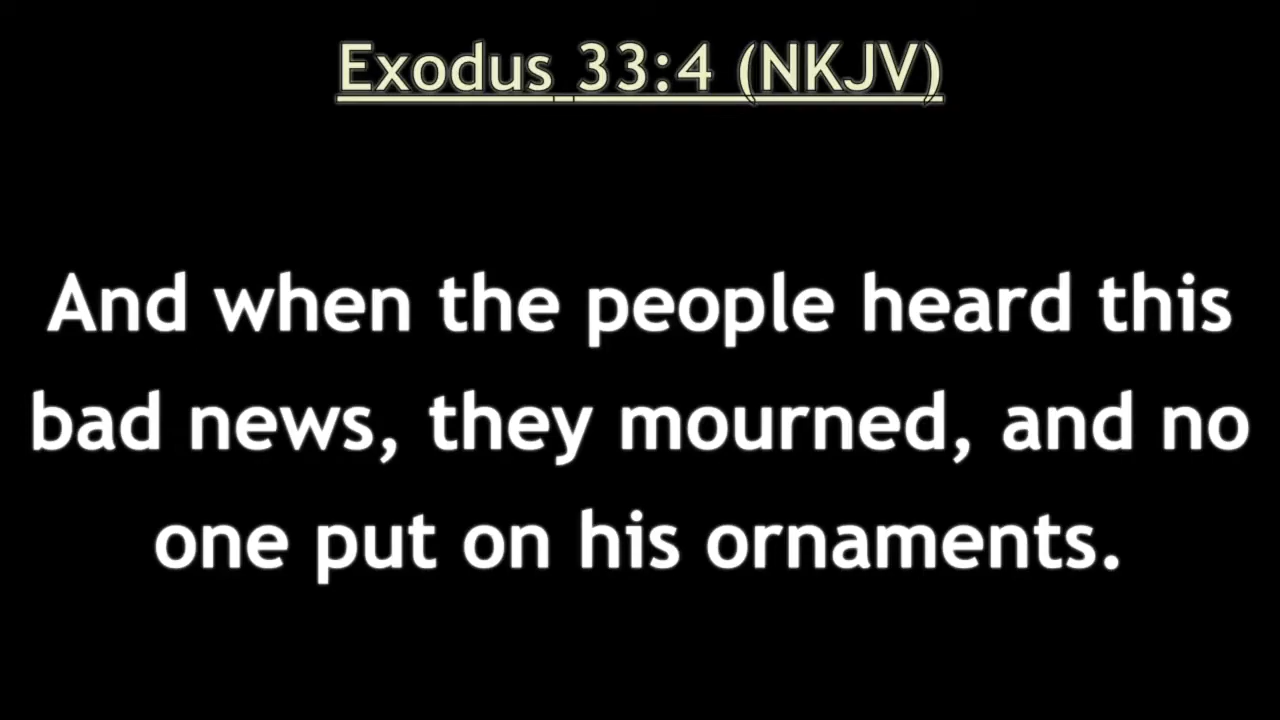 Exodus 33:4 (NKJV)
And when the people heard this
bad news, they mourned, and no
one put on his ornaments.